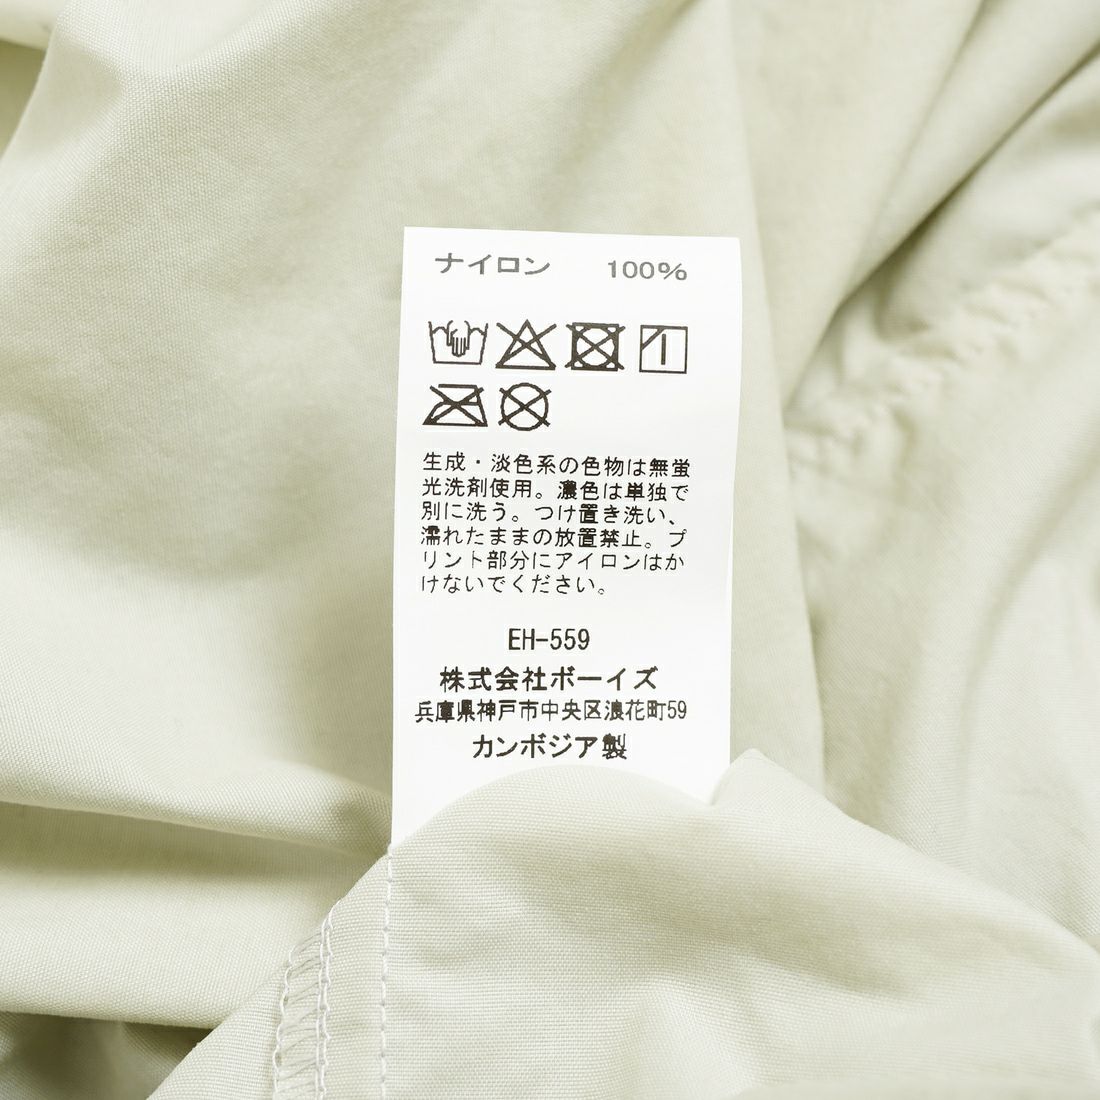 ナイロン 100%
生成・淡色系の色物は無蛍
光洗剤使用。濃色は単独で
別に洗う。つけ置き洗い、
濡れたままの放置禁止。プ
リント部分にアイロンはか
けないでください。
EH-559
株式会社ボーイズ
兵庫県神戸市中央区浪花町59
カンボジア製